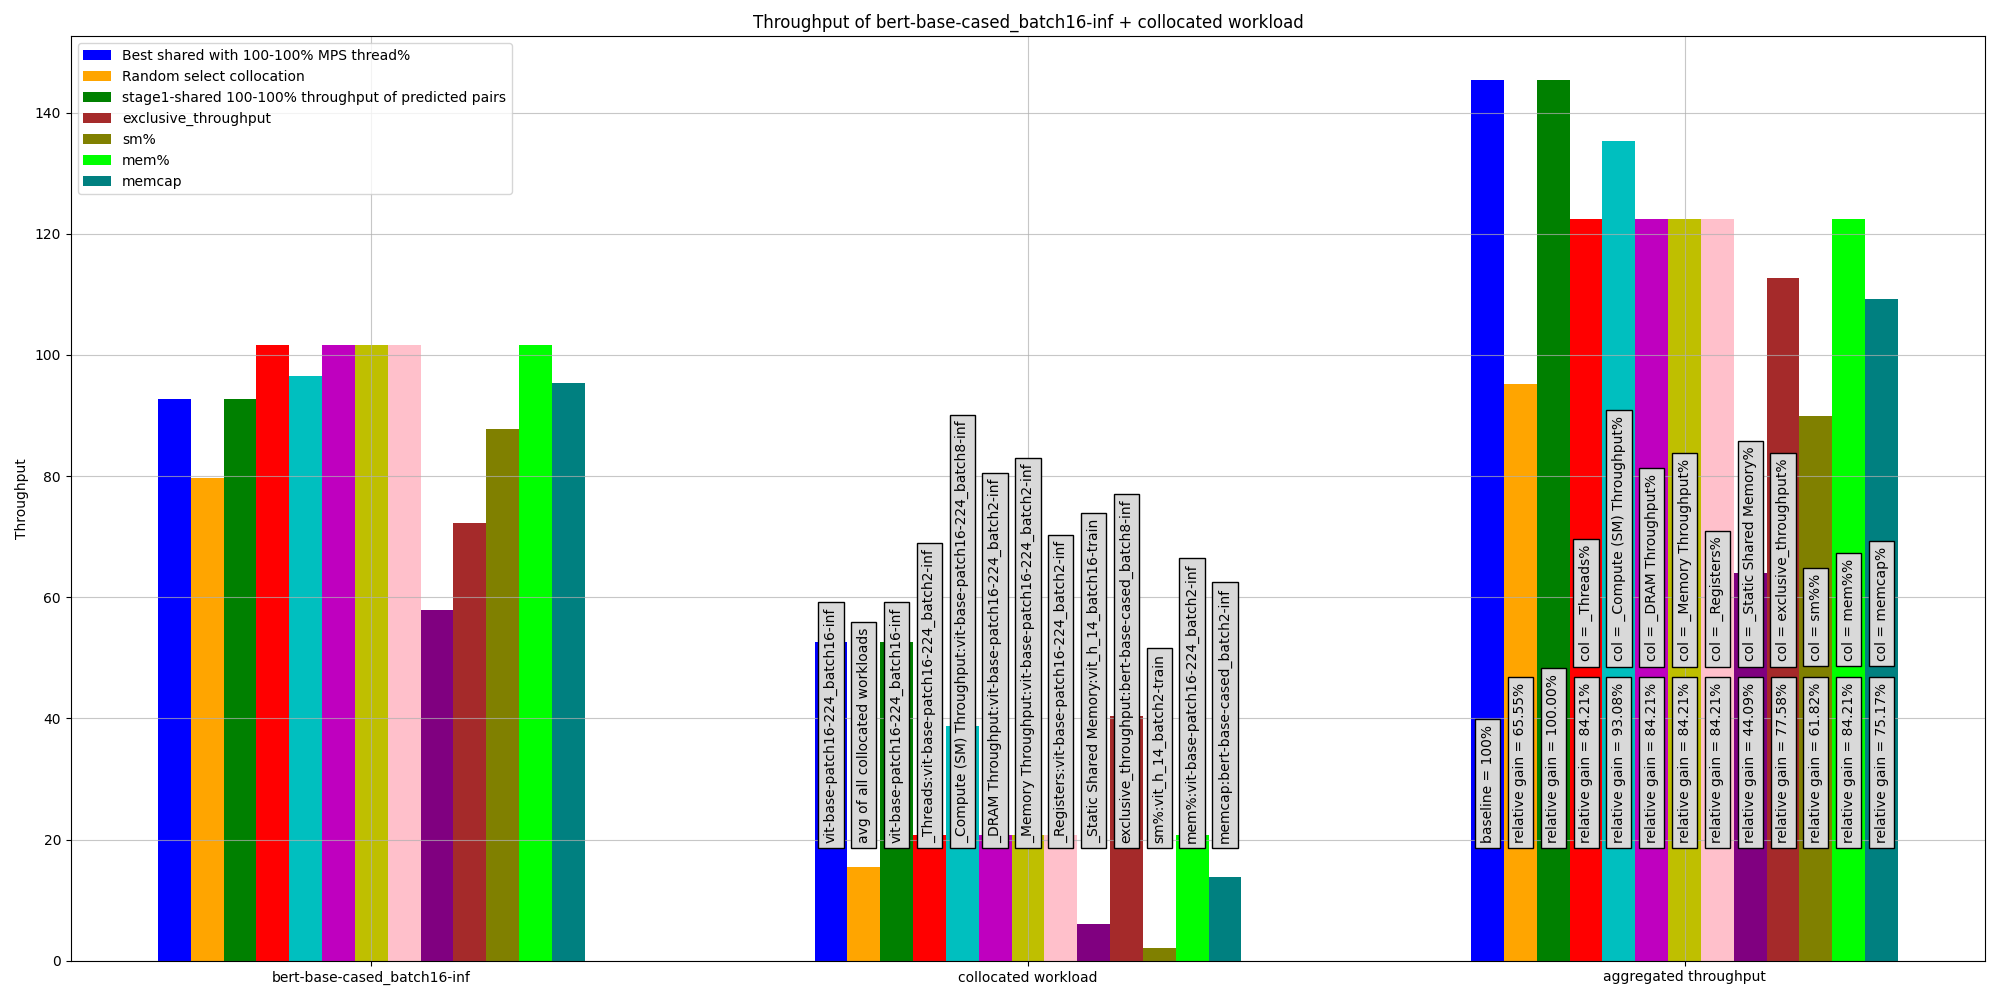 Throughput of bert-base-cased_batch16-inf + collocated workload
Best shared with 100-100% MPS thread%
Random select collocation
stage1-shared 100-100% throughput of predicted pairs
exclusive_throughput
sm%
mem%
memcap
Throughput
140
120
100
80
60
40
20
0
vit-base-patch16-224_batch16-inf
avg of all collocated workloads
vit-base-patch16-224_batch16-inf
_Threads:vit-base-patch16-224_batch2-inf
_Compute (SM) Throughput:vit-base-patch16-224_batch8-inf
_DRAM Throughput:vit-base-patch16-224_batch2-inf
_Memory Throughput:vit-base-patch16-224_batch2-inf
_Registers:vit-base-patch16-224_batch2-inf
_Static Shared Memory:vit_h_14_batch16-train
exclusive_throughput:bert-base-cased_batch8-inf
sm%:vit_h_14_batch2-train
mem%:vit-base-patch16-224_batch2-inf
memcap:bert-base-cased_batch2-inf
col = _Threads%
col = _Compute (SM) Throughput%
col = _DRAM Throughput%
col = _Memory Throughput%
col = _Registers%
col = _Static Shared Memory%
col = exclusive_throughput%
col = sm%%
col = mem%%
col = memcap%
baseline = 100%
relative gain = 65.55%
relative gain = 100.00%
relative gain = 84.21%
relative gain = 93.08%
relative gain = 84.21%
relative gain = 84.21%
relative gain = 84.21%
relative gain = 44.09%
relative gain = 77.58%
relative gain = 61.82%
relative gain = 84.21%
relative gain = 75.17%
bert-base-cased_batch16-inf
collocated workload
aggregated throughput